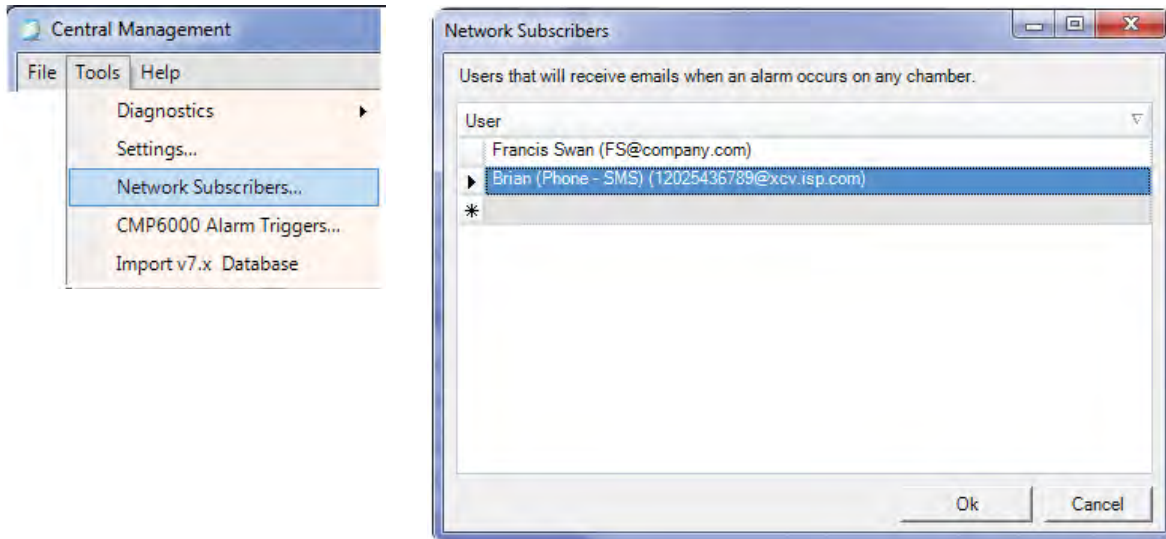 Central Management
File Tools Help
Diagnostics
Settings...
Network Subscribers...
CMP6000 Alarm Triggers...
Import v7.x Database
Network Subscribers
Users that will receive emails when an alarm occurs on any chamber.
User
Francis Swan (FS@company.com)
Brian (Phone - SMS) (12025436789@xcv.isp.com)
Ok Cancel